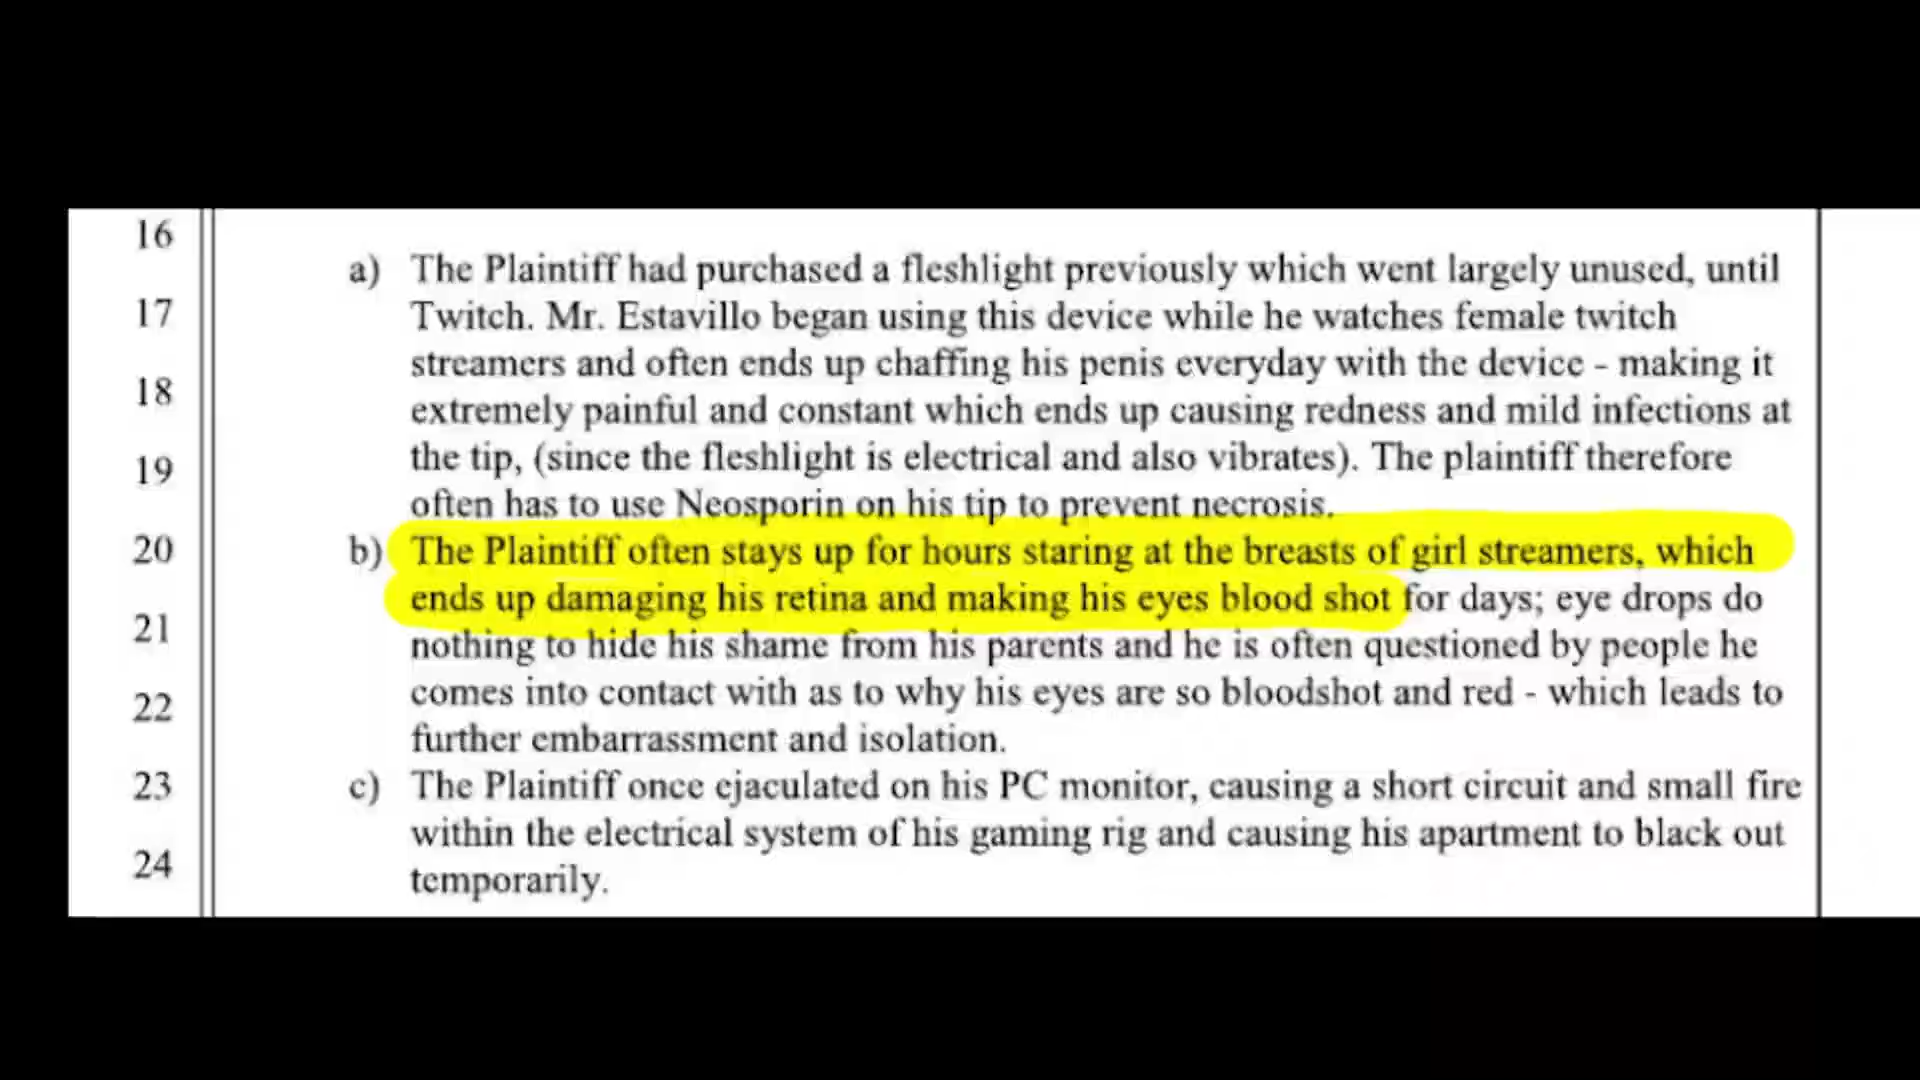 16
a) The Plaintiff had purchased a fleshlight previously which went largely unused, until
17
Twitch. Mr. Estavillo began using this device while he watches female twitch
streamers and often ends up chaffing his penis everyday with the device - making it
18
extremely painful and constant which ends up causing redness and mild infections at
19
the tip, (since the fleshlight is electrical and also vibrates). The plaintiff therefore
often has to use Neosporin on his tip to prevent necrosis.
20
b) The Plaintiff often stays up for hours staring at the breasts of girl streamers, which
ends up damaging his retina and making his eyes blood shot for days; eye drops do
21
nothing to hide his shame from his parents and he is often questioned by people he
22
comes into contact with as to why his eyes are so bloodshot and red - which leads to
further embarrassment and isolation.
23
c) The Plaintiff once ejaculated on his PC monitor, causing a short circuit and small fire
within the electrical system of his gaming rig and causing his apartment to black out
24
temporarily.